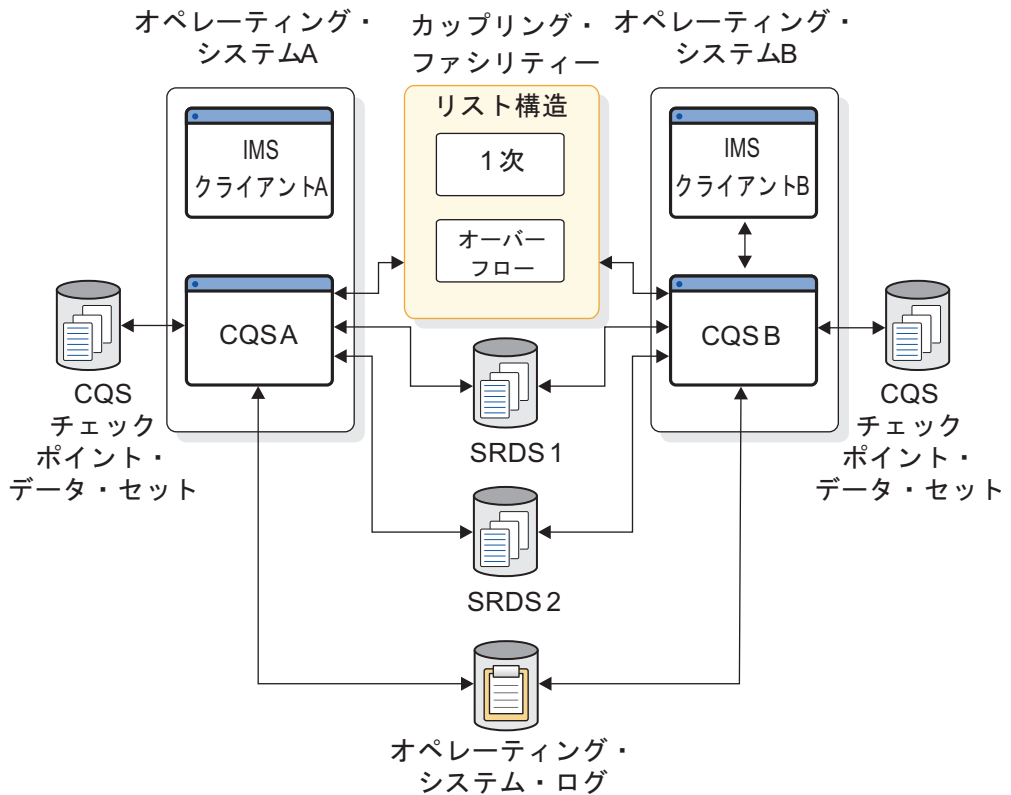 オペレーティング・
システムA
カップリング・
ファシリティー
オペレーティング・
システムB
リスト構造
1次
オーバー
フロー
IMS
クライアントA
IMS
クライアントB
CQSA
CQSB
CQS
チェック
ポイント・
データ・セット
SRDS1
CQS
チェック
ポイント・
データ・セット
SRDS2
オペレーティング・
システム・ログ